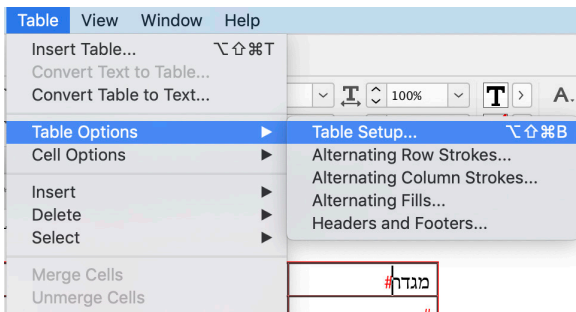 Table View Window Help
Insert Table... ⌥⇧⌘T
Convert Text to Table...
Convert Table to Text...
100% T A.
Table Options ▶
Table Setup... ⌥⇧⌘B
Cell Options ▶
Alternating Row Strokes...
Alternating Column Strokes...
Insert ▶
Alternating Fills...
Delete ▶
Headers and Footers...
Select ▶
Merge Cells
מגדר#
Unmerge Cells
#